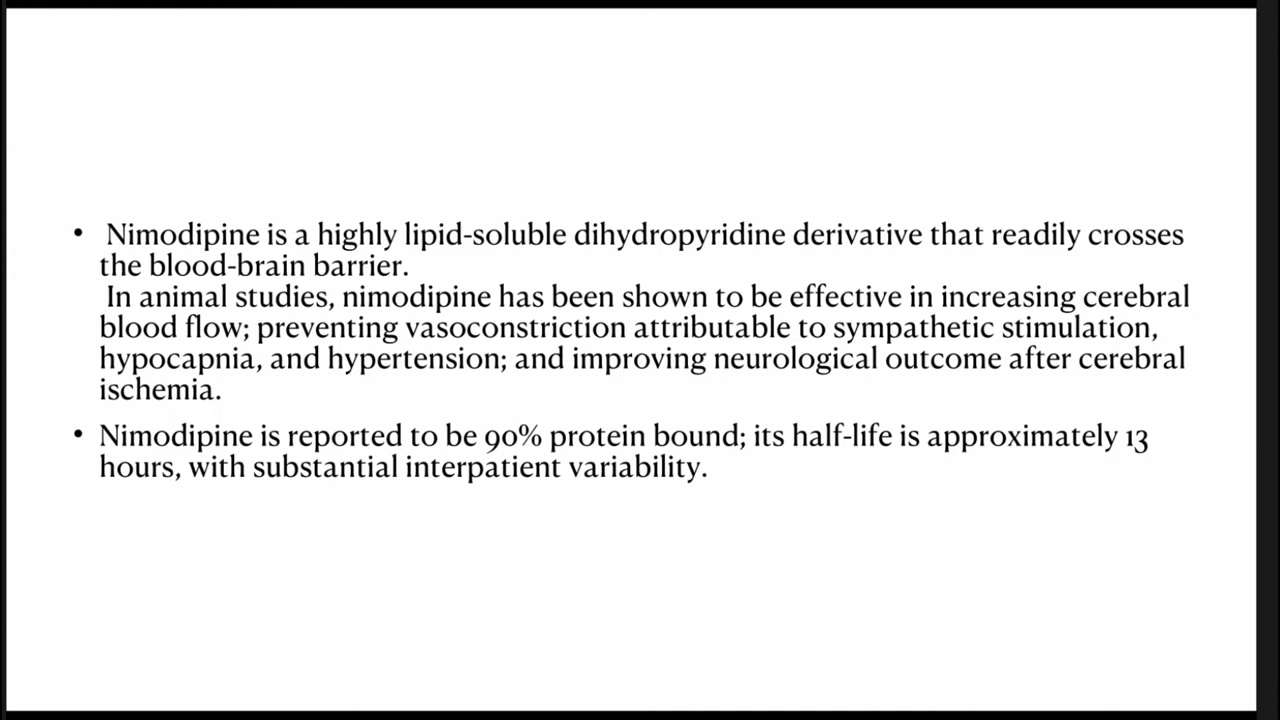 • Nimodipine is a highly lipid-soluble dihydropyridine derivative that readily crosses
the blood-brain barrier.
In animal studies, nimodipine has been shown to be effective in increasing cerebral
blood flow; preventing vasoconstriction attributable to sympathetic stimulation,
hypocapnia, and hypertension; and improving neurological outcome after cerebral
ischemia.
• Nimodipine is reported to be 90% protein bound; its half-life is approximately 13
hours, with substantial interpatient variability.